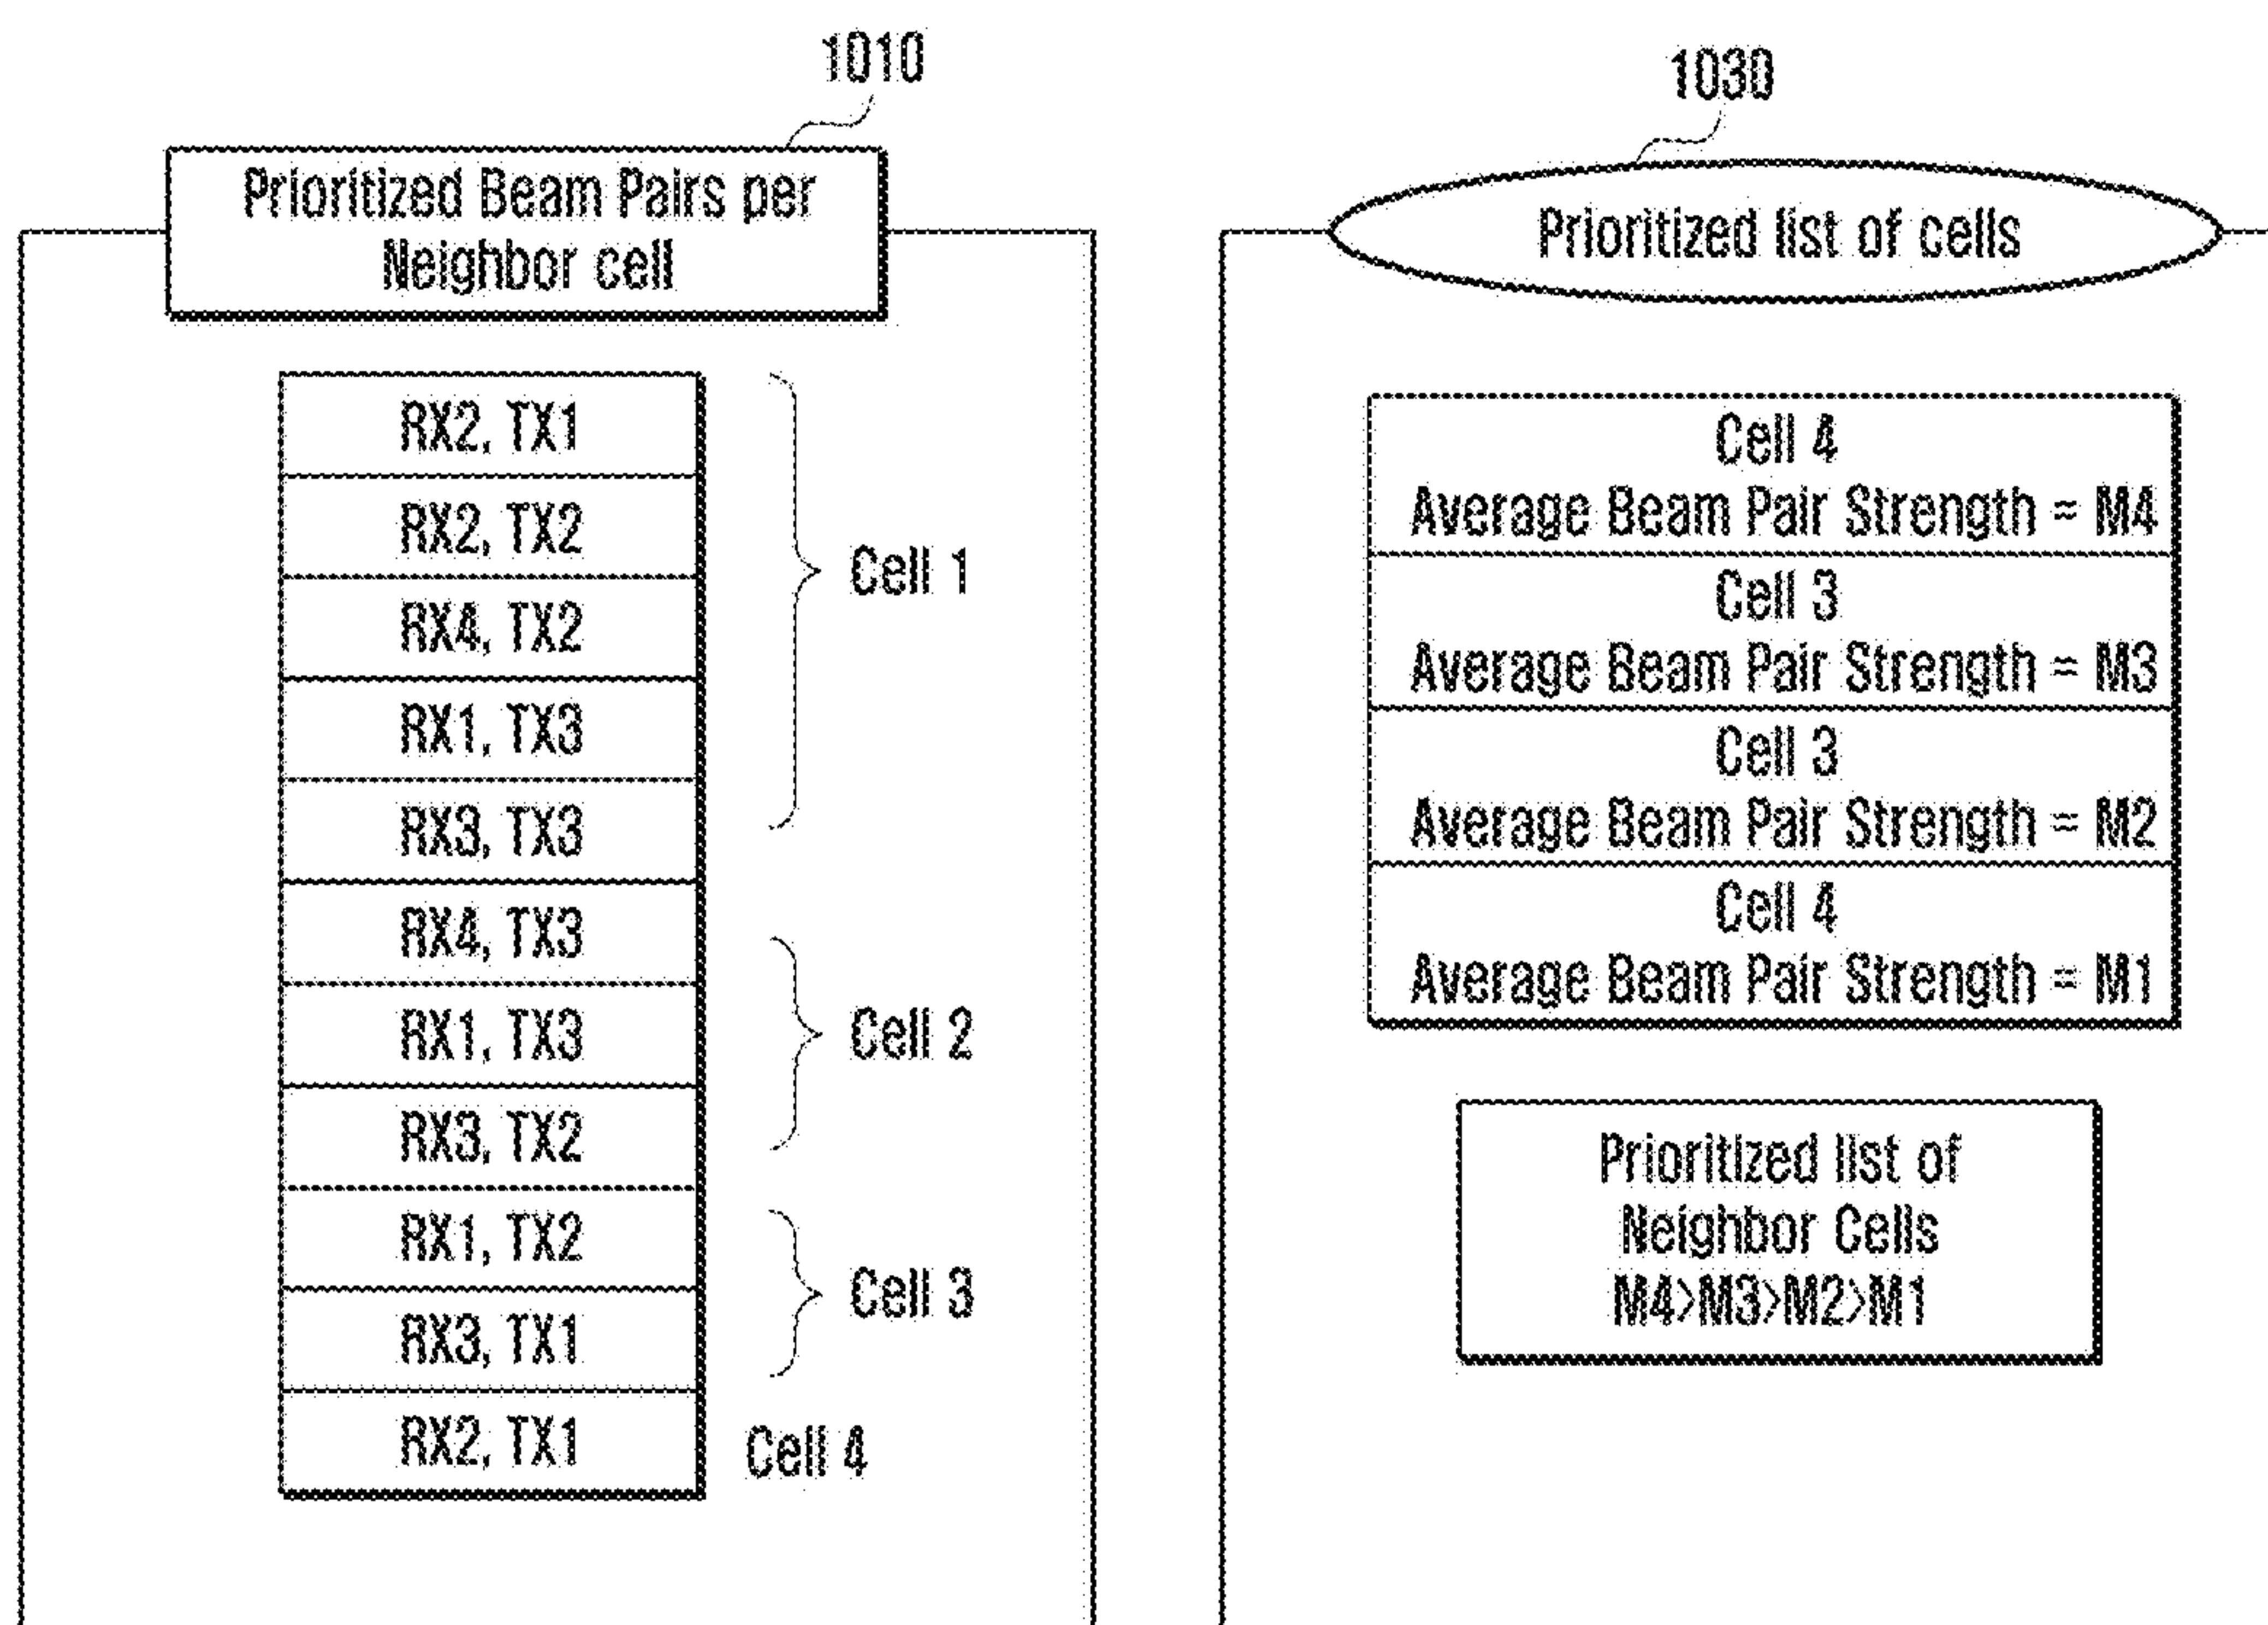 1010
Prioritized Beam Pairs per
Neighbor cell
RX2, TX1
RX2, TX2
RX4, TX2
RX1, TX3
RX3, TX3
RX4, TX3
RX1, TX3
RX3, TX2
RX1, TX2
RX3, TX1
RX2, TX1
Cell 1
Cell 2
Cell 3
Cell 4
1030
Prioritized list of cells
Cell 4
Average Beam Pair Strength = M4
Cell 3
Average Beam Pair Strength = M3
Cell 3
Average Beam Pair Strength = M2
Cell 4
Average Beam Pair Strength = M1
Prioritized list of
Neighbor Cells
M4>M3>M2>M1